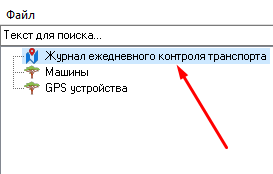 Файл
Текст для поиска...
Журнал ежедневного контроля транспорта
Машины
GPS устройства